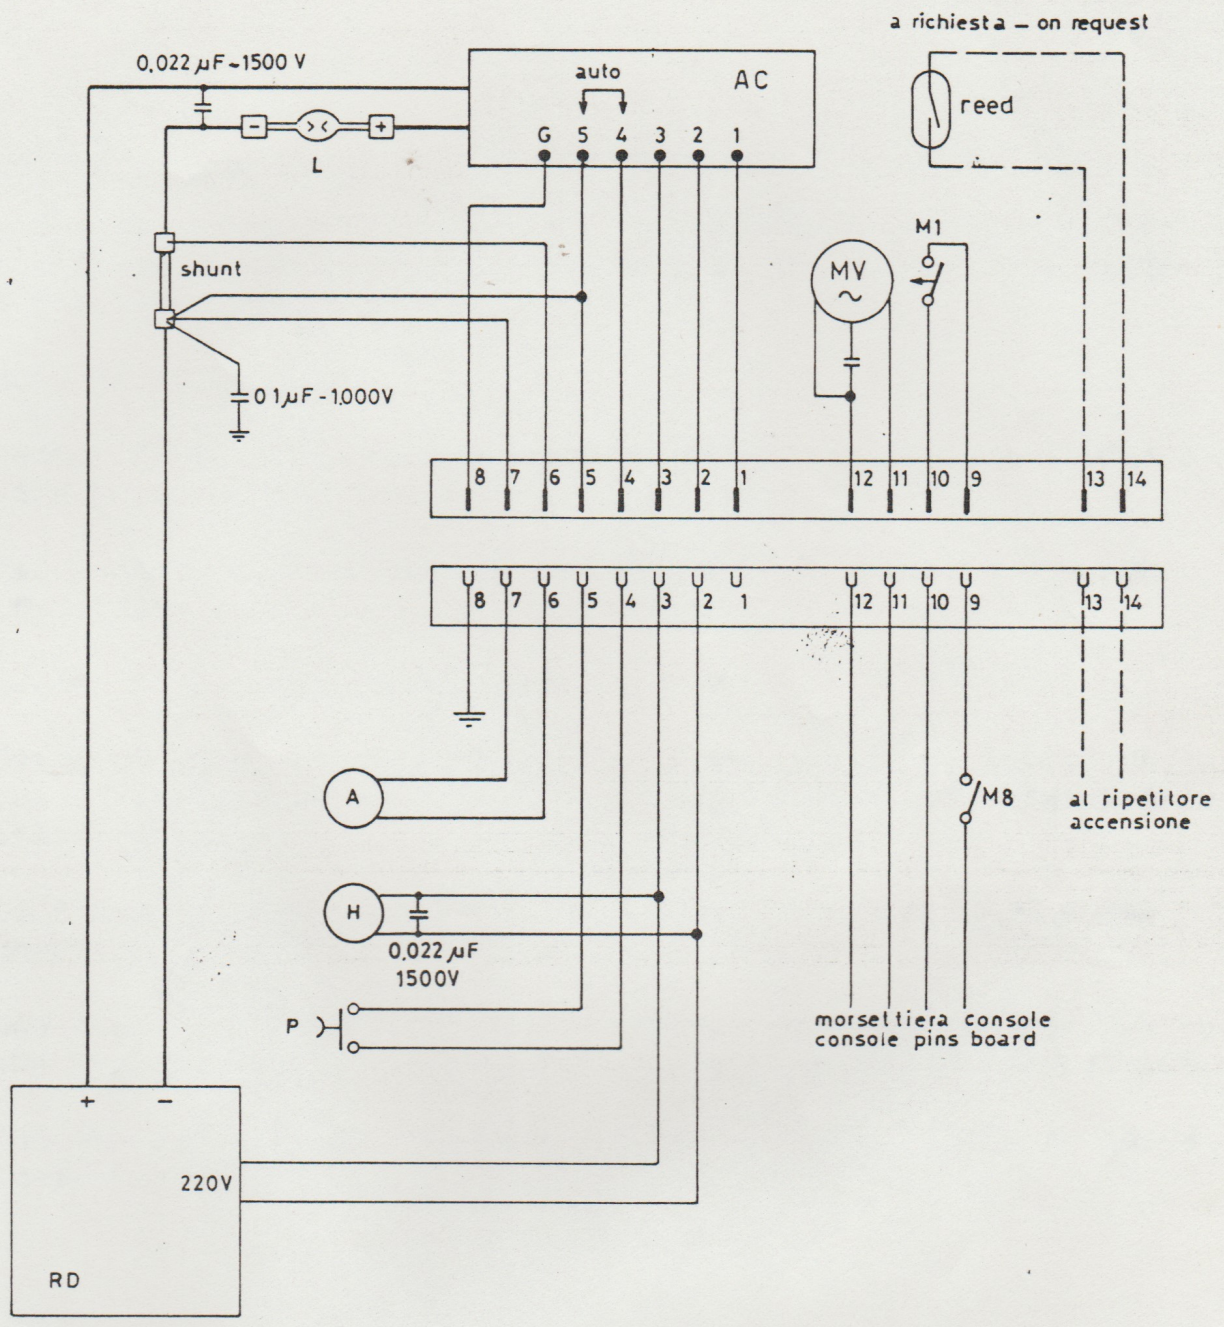 a richiesta – on request
0,022 µF - 1500 V
auto
AC
reed
G 5 4 3 2 1
- > < +
L
M1
shunt
MV
~
0 1 µF - 1.000V
8 7 6 5 4 3 2 1 12 11 10 9 13 14
8 7 6 5 4 3 2 1 12 11 10 9 13 14
A
M8
al ripetitore
accensione
H
0,022 µF
1500V
P
morsettiera console
console pins board
+ -
220V
RD